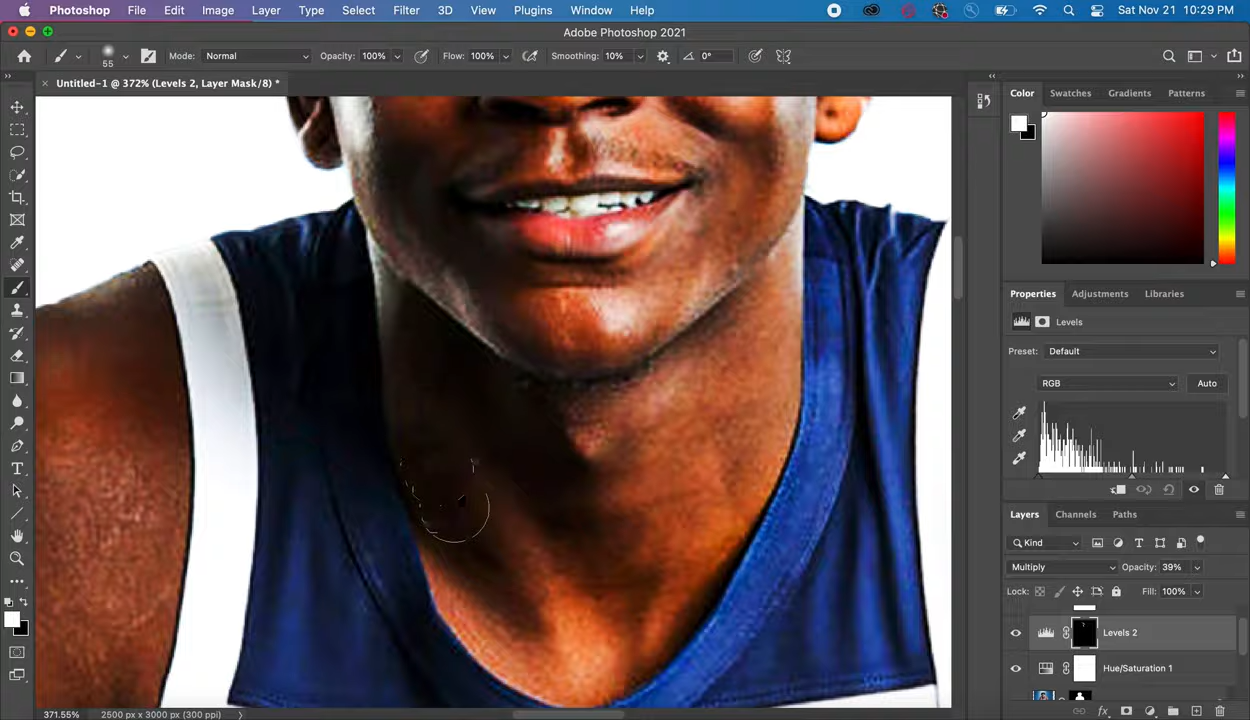 Photoshop File Edit Image Layer Type Select Filter 3D View Plugins Window Help Sat Nov 21 10:29 PM
Adobe Photoshop 2021
55 Mode: Normal Opacity: 100% Flow: 100% Smoothing: 10% 0°
Untitled-1 @ 372% (Levels 2, Layer Mask/8) *
Color Swatches Gradients Patterns
Properties Adjustments Libraries
Levels
Preset: Default
RGB Auto
Layers Channels Paths
Kind
Multiply Opacity: 39%
Lock: Fill: 100%
Levels 2
Hue/Saturation 1
371.55% 2500 px x 3000 px (300 ppi)